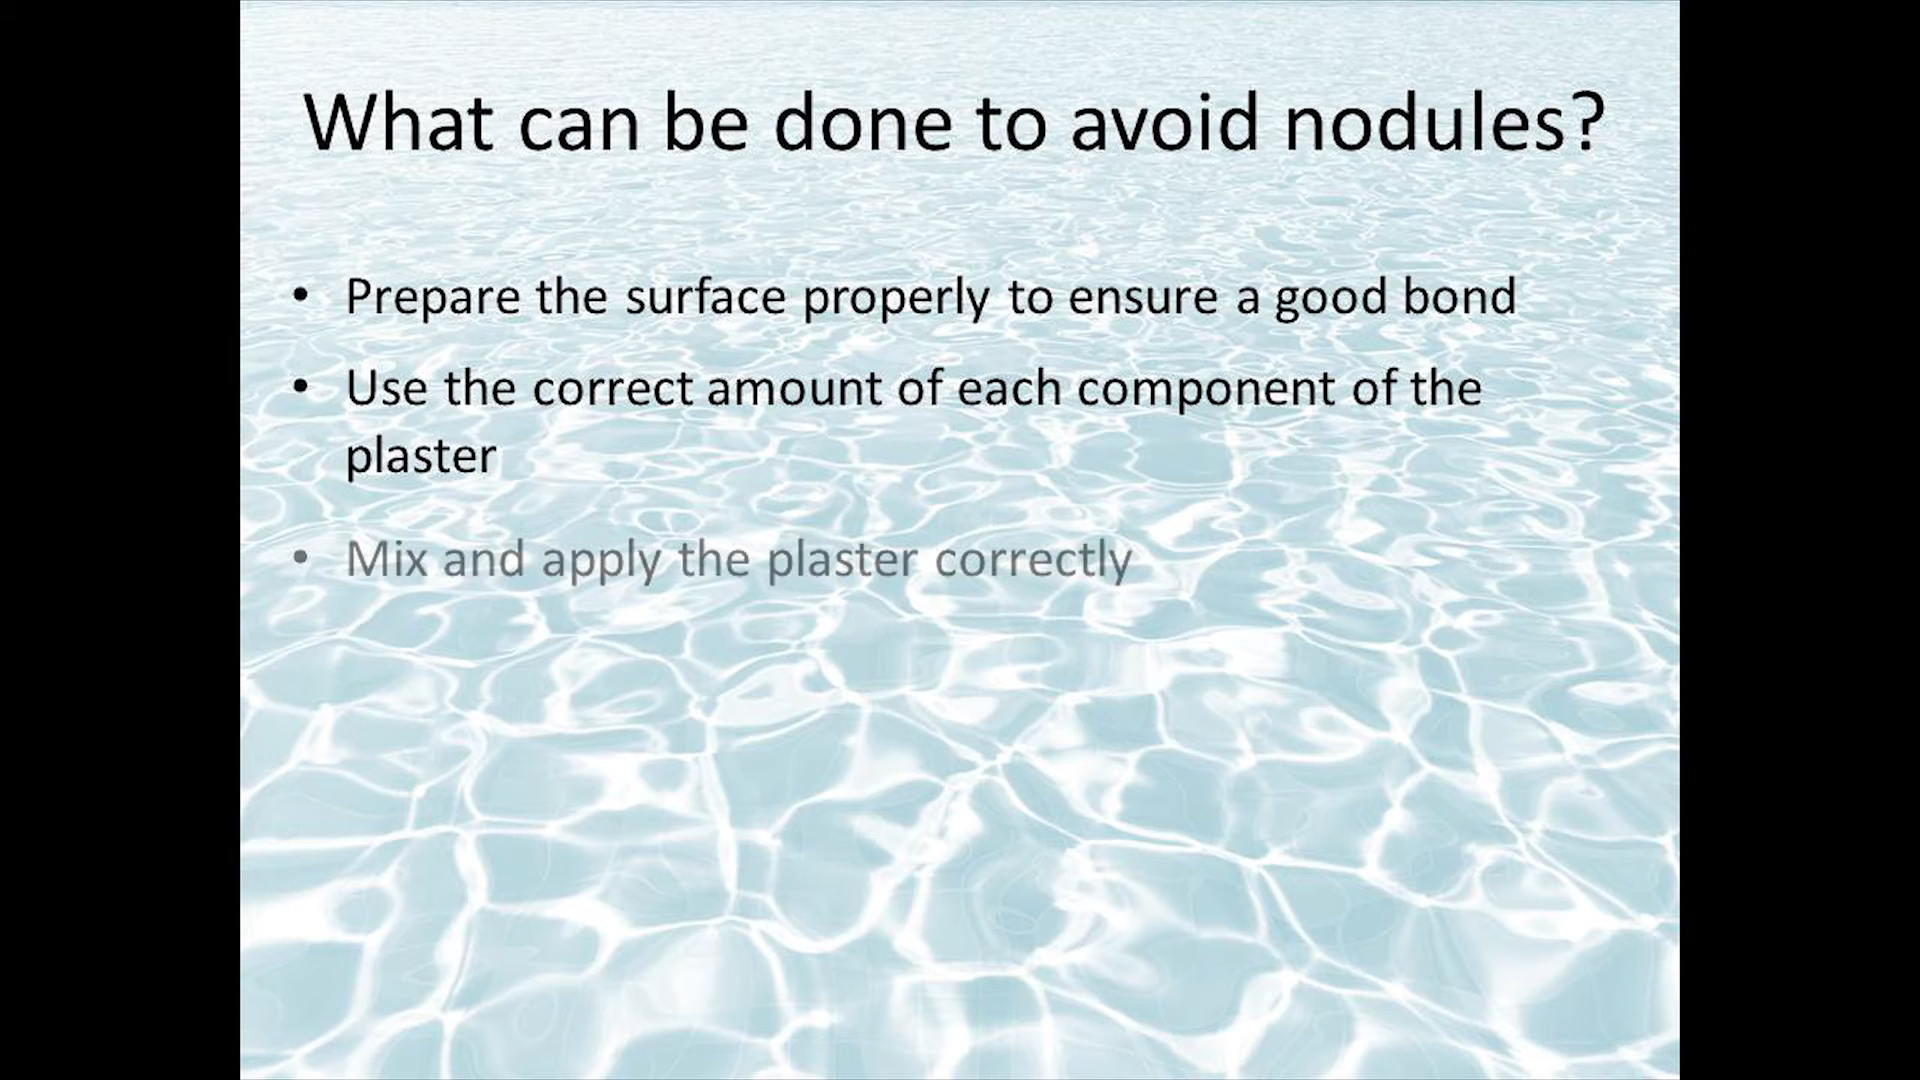 What can be done to avoid nodules?
• Prepare the surface properly to ensure a good bond
• Use the correct amount of each component of the
plaster
• Mix and apply the plaster correctly